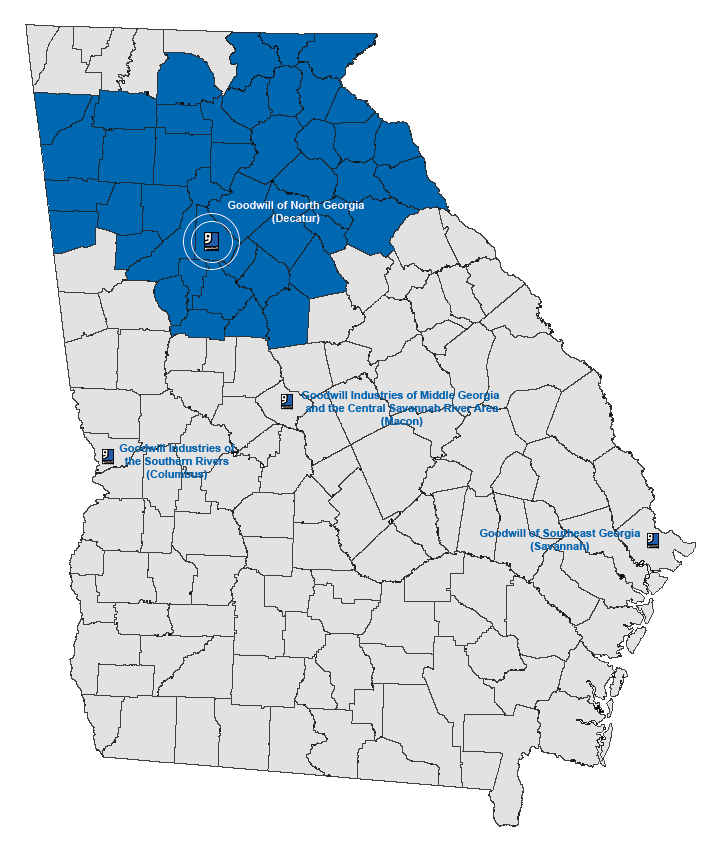 Goodwill of North Georgia
(Decatur)
Goodwill Industries of Middle Georgia
and the Central Savannah River Area
(Macon)
Goodwill Industries of
the Southern Rivers
(Columbus)
Goodwill of Southeast Georgia
(Savannah)